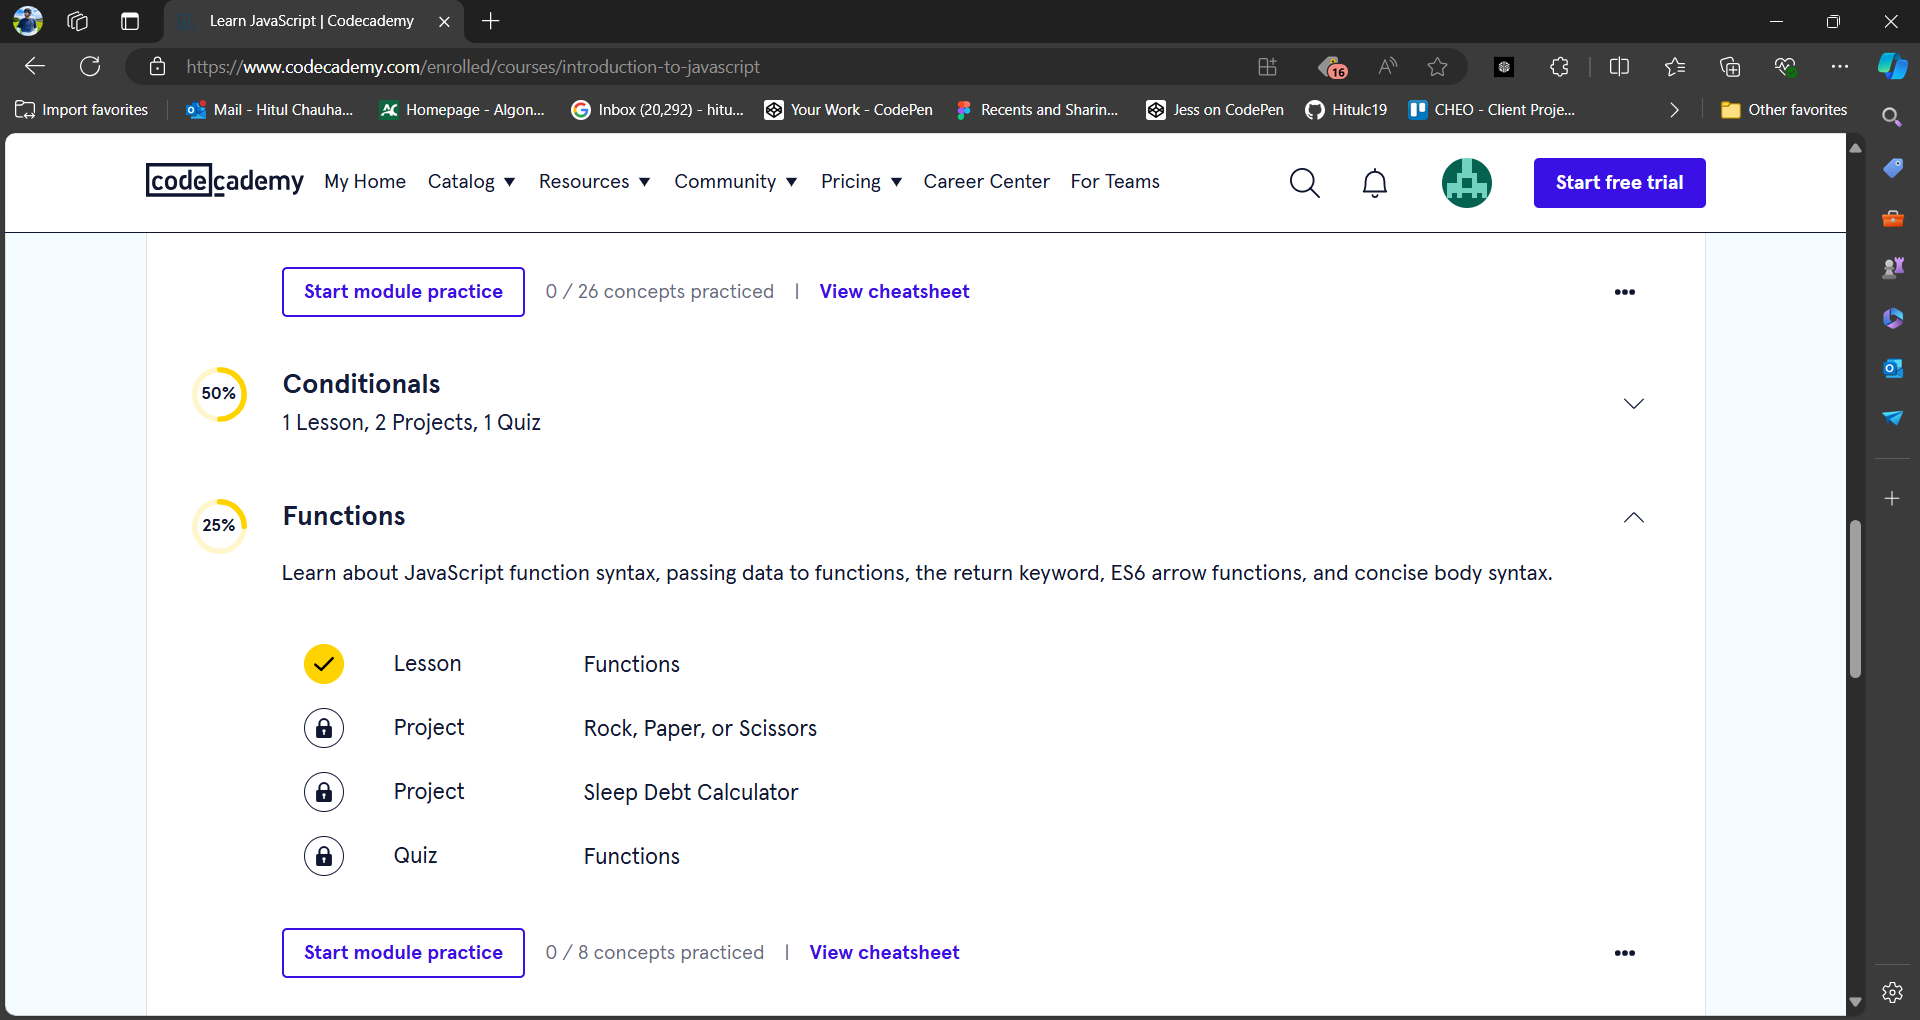 Learn JavaScript | Codecademy
https://www.codecademy.com/enrolled/courses/introduction-to-javascript
16
Import favorites
Mail - Hitul Chauha...
Homepage - Algon...
Inbox (20,292) - hitu...
Your Work - CodePen
Recents and Sharin...
Jess on CodePen
Hitulc19
CHEO - Client Proje...
Other favorites
codecademy
My Home
Catalog
Resources
Community
Pricing
Career Center
For Teams
Start free trial
Start module practice
0 / 26 concepts practiced | View cheatsheet
50%
Conditionals
1 Lesson, 2 Projects, 1 Quiz
25%
Functions
Learn about JavaScript function syntax, passing data to functions, the return keyword, ES6 arrow functions, and concise body syntax.
Lesson Functions
Project Rock, Paper, or Scissors
Project Sleep Debt Calculator
Quiz Functions
Start module practice
0 / 8 concepts practiced | View cheatsheet